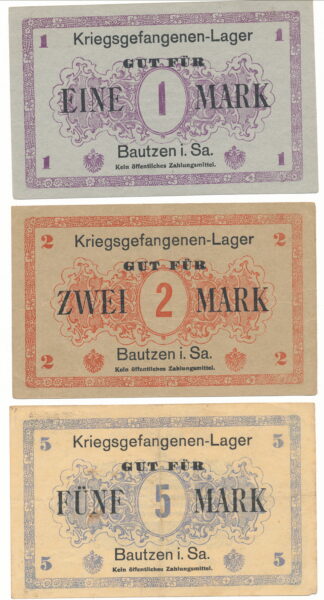 1 Kriegsgefangenen-Lager 1
GUT FÜR
EINE 1 MARK
Bautzen i. Sa.
1 Kein öffentliches Zahlungsmittel. 1
2 Kriegsgefangenen-Lager 2
GUT FÜR
ZWEI 2 MARK
Bautzen i. Sa.
2 Kein öffentliches Zahlungsmittel. 2
5 Kriegsgefangenen-Lager 5
GUT FÜR
FÜNF 5 MARK
Bautzen i. Sa.
5 Kein öffentliches Zahlungsmittel. 5